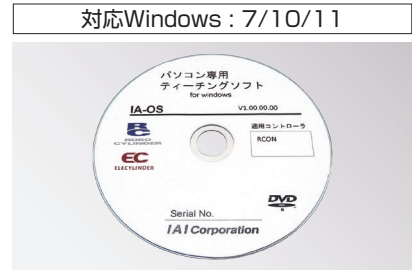 対応Windows : 7/10/11
パソコン専用
ティーチングソフト
for windows
IA-OS
V1.00.00.00
適用コントローラ
RCON
RC
ROBO
CYLINDER
EC
ELECYLINDER
DVD
R
Serial No.
IAI Corporation